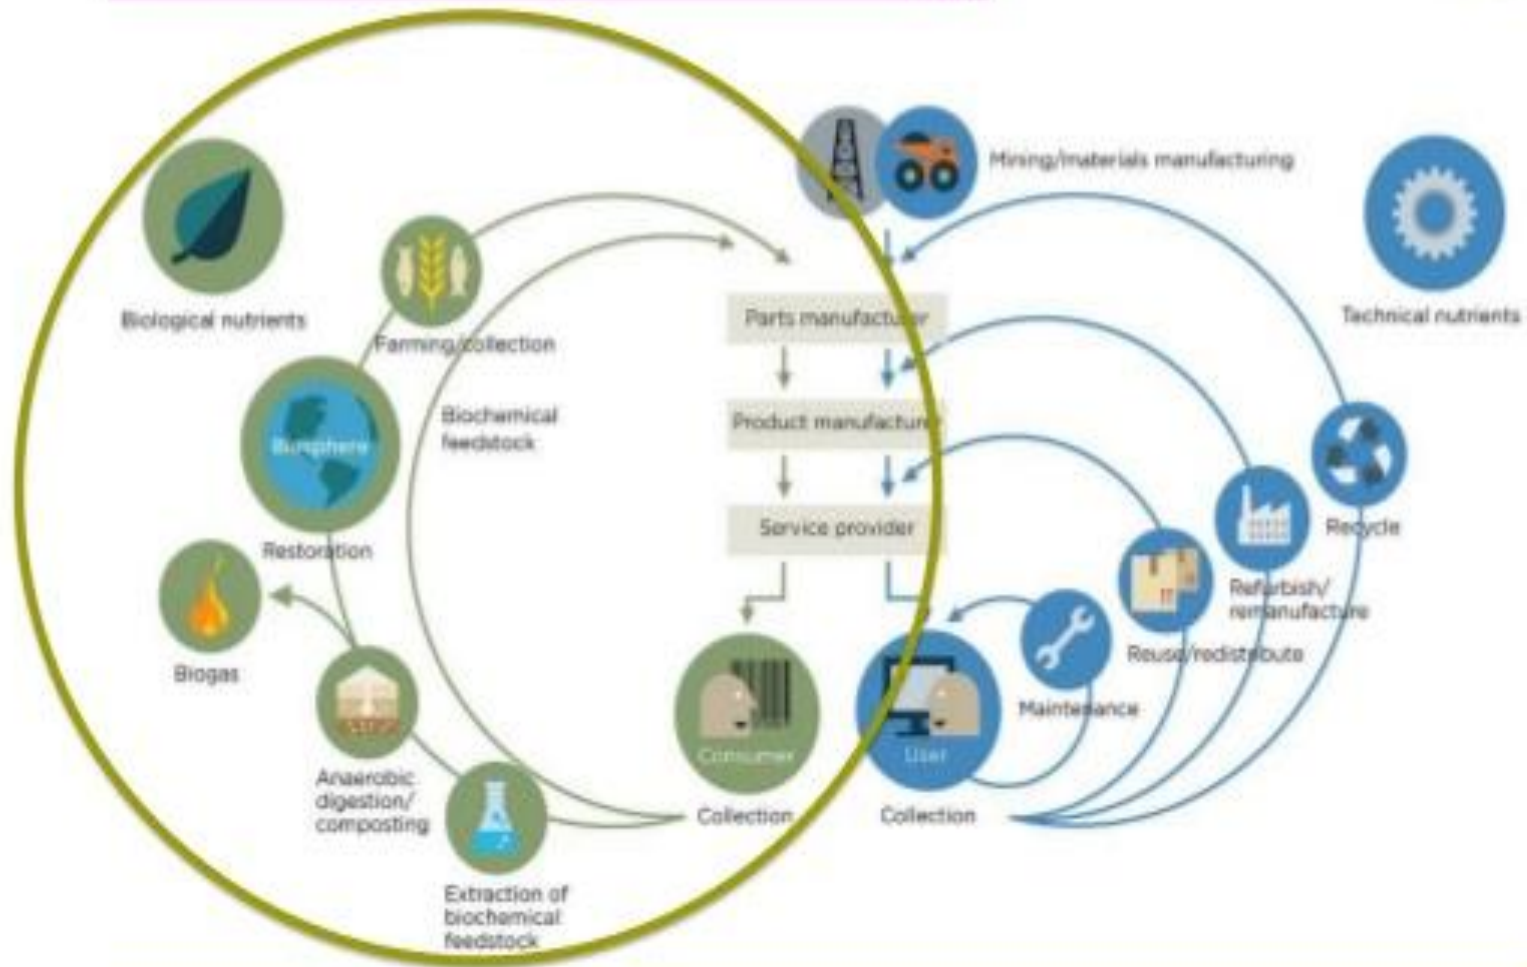 Mining/materials manufacturing
Biological nutrients
Technical nutrients
Farming/collection
Parts manufacturer
Biochemical
feedstock
Product manufacturer
Biosphere
Service provider
Recycle
Restoration
Refurbish/
remanufacture
Reuse/redistribute
Biogas
Maintenance
Consumer
User
Anaerobic
digestion/
composting
Collection
Collection
Extraction of
biochemical
feedstock